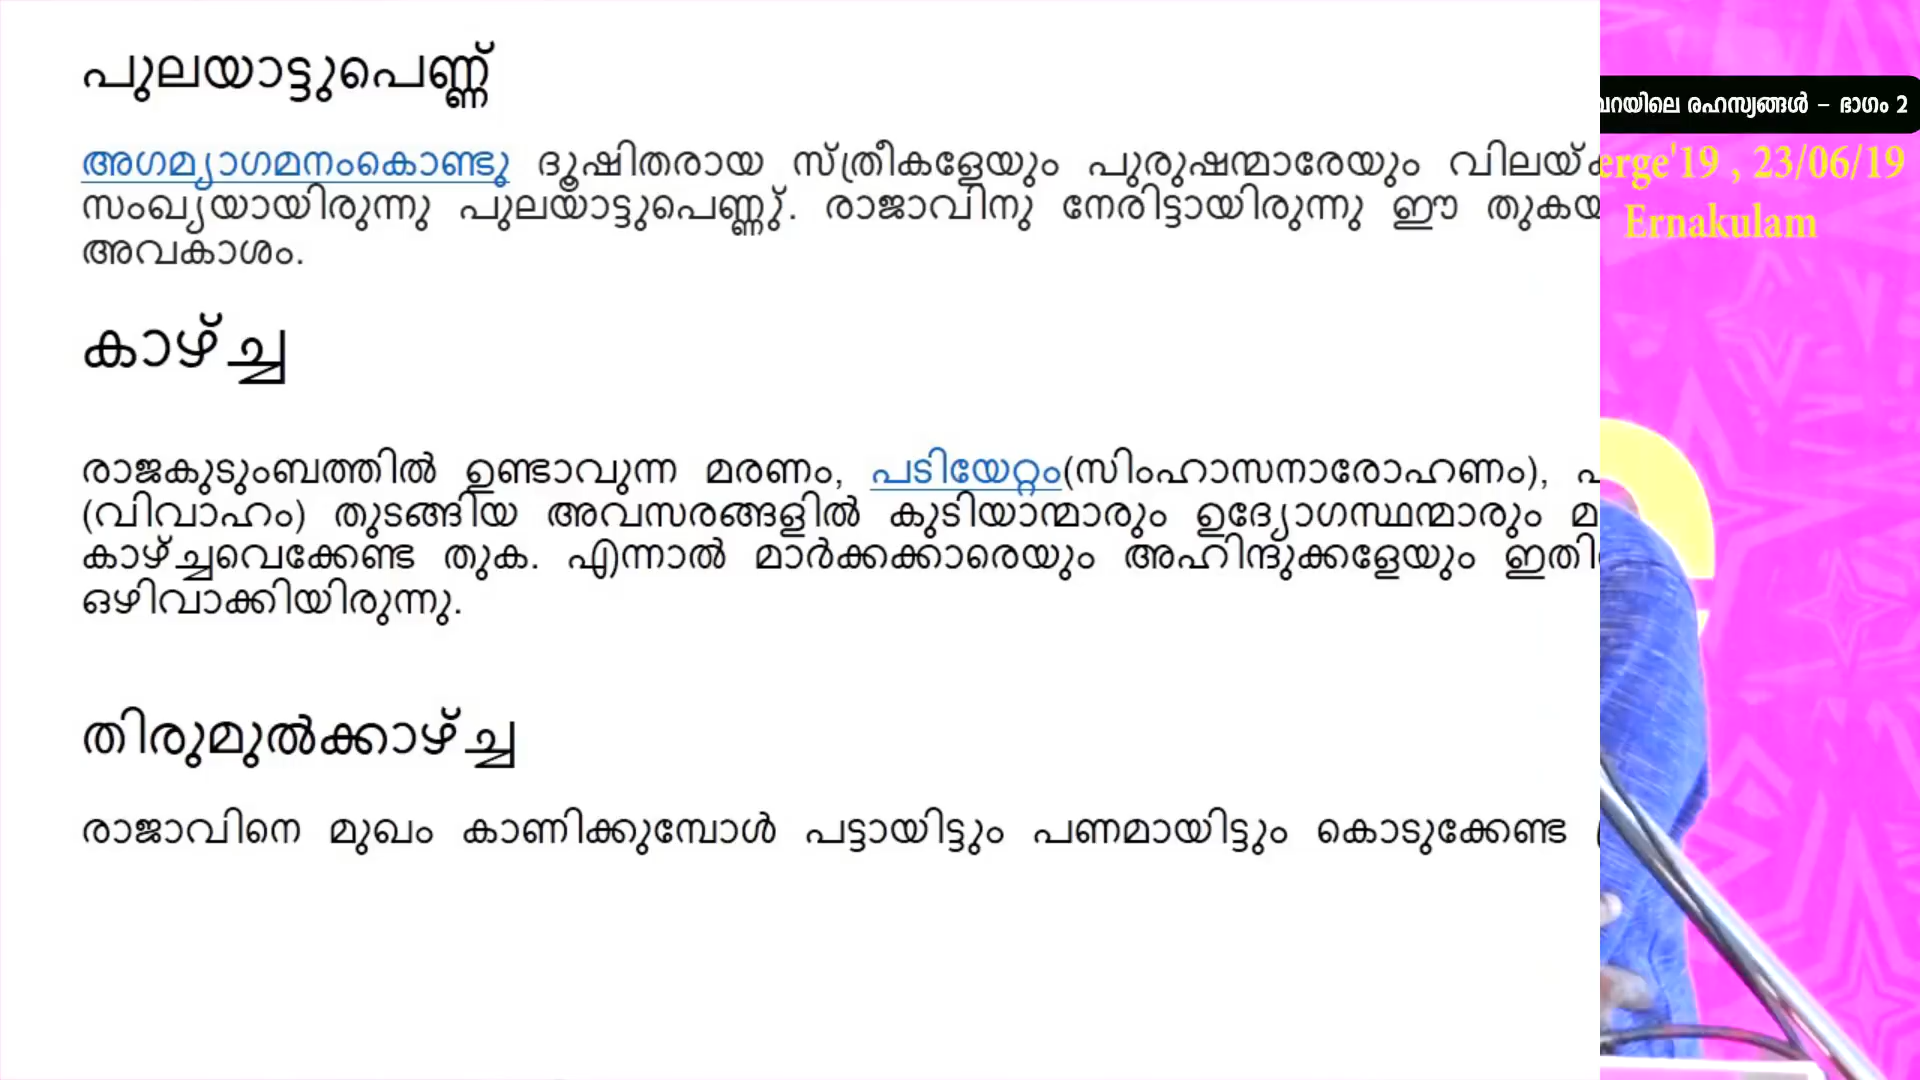 പുലയാട്ടുപെണ്ണ്
അഗമ്യാഗമനംകൊണ്ടു ദൂഷിതരായ സ്ത്രീകളേയും പുരുഷന്മാരേയും
സംഖ്യയായിരുന്നു പുലയാട്ടുപെണ്ണു്. രാജാവിനു നേരിട്ടായിരുന്നു ഈ
അവകാശം.
കാഴ്ച്ച
രാജകുടുംബത്തിൽ ഉണ്ടാവുന്ന മരണം, പടിയേറ്റം(സിംഹാസനാരോഹണം),
(വിവാഹം) തുടങ്ങിയ അവസരങ്ങളിൽ കുടിയാന്മാരും ഉദ്യോഗസ്ഥന്മാരും
കാഴ്ച്ചവെക്കേണ്ട തുക. എന്നാൽ മാർക്കക്കാരെയും അഹിന്ദുക്കളേയും
ഒഴിവാക്കിയിരുന്നു.
തിരുമുൽക്കാഴ്ച്ച
രാജാവിനെ മുഖം കാണിക്കുമ്പോൾ പട്ടായിട്ടും പണമായിട്ടും കൊടുക്കേണ്ട
രഹസ്യങ്ങൾ – ഭാഗം 2
erge'19 , 23/06/19
Ernakulam